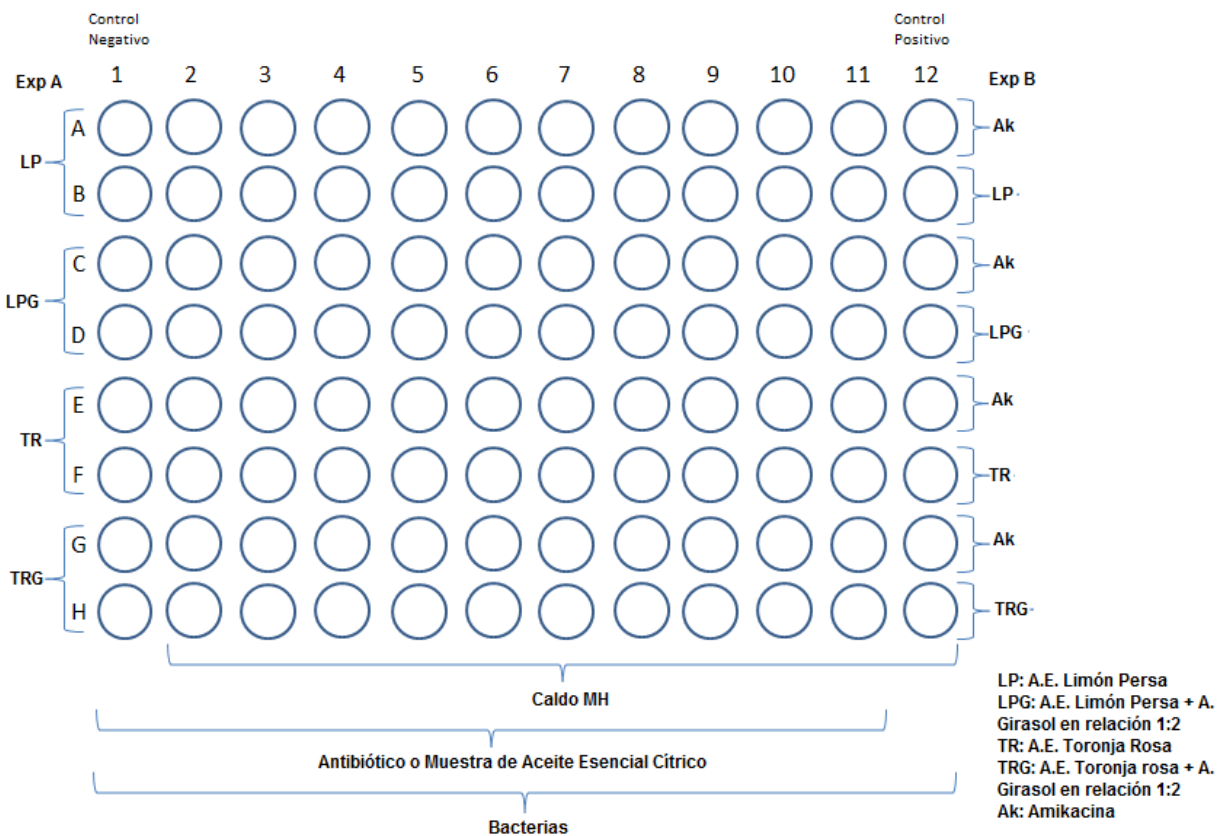 Control
Negativo
Control
Positivo
Exp A 1 2 3 4 5 6 7 8 9 10 11 12 Exp B
A Ak
LP
B LP
C Ak
LPG
D LPG
E Ak
TR
F TR
G Ak
TRG
H TRG
Caldo MH
Antibiótico o Muestra de Aceite Esencial Cítrico
Bacterias
LP: A.E. Limón Persa
LPG: A.E. Limón Persa + A.
Girasol en relación 1:2
TR: A.E. Toronja Rosa
TRG: A.E. Toronja rosa + A.
Girasol en relación 1:2
Ak: Amikacina